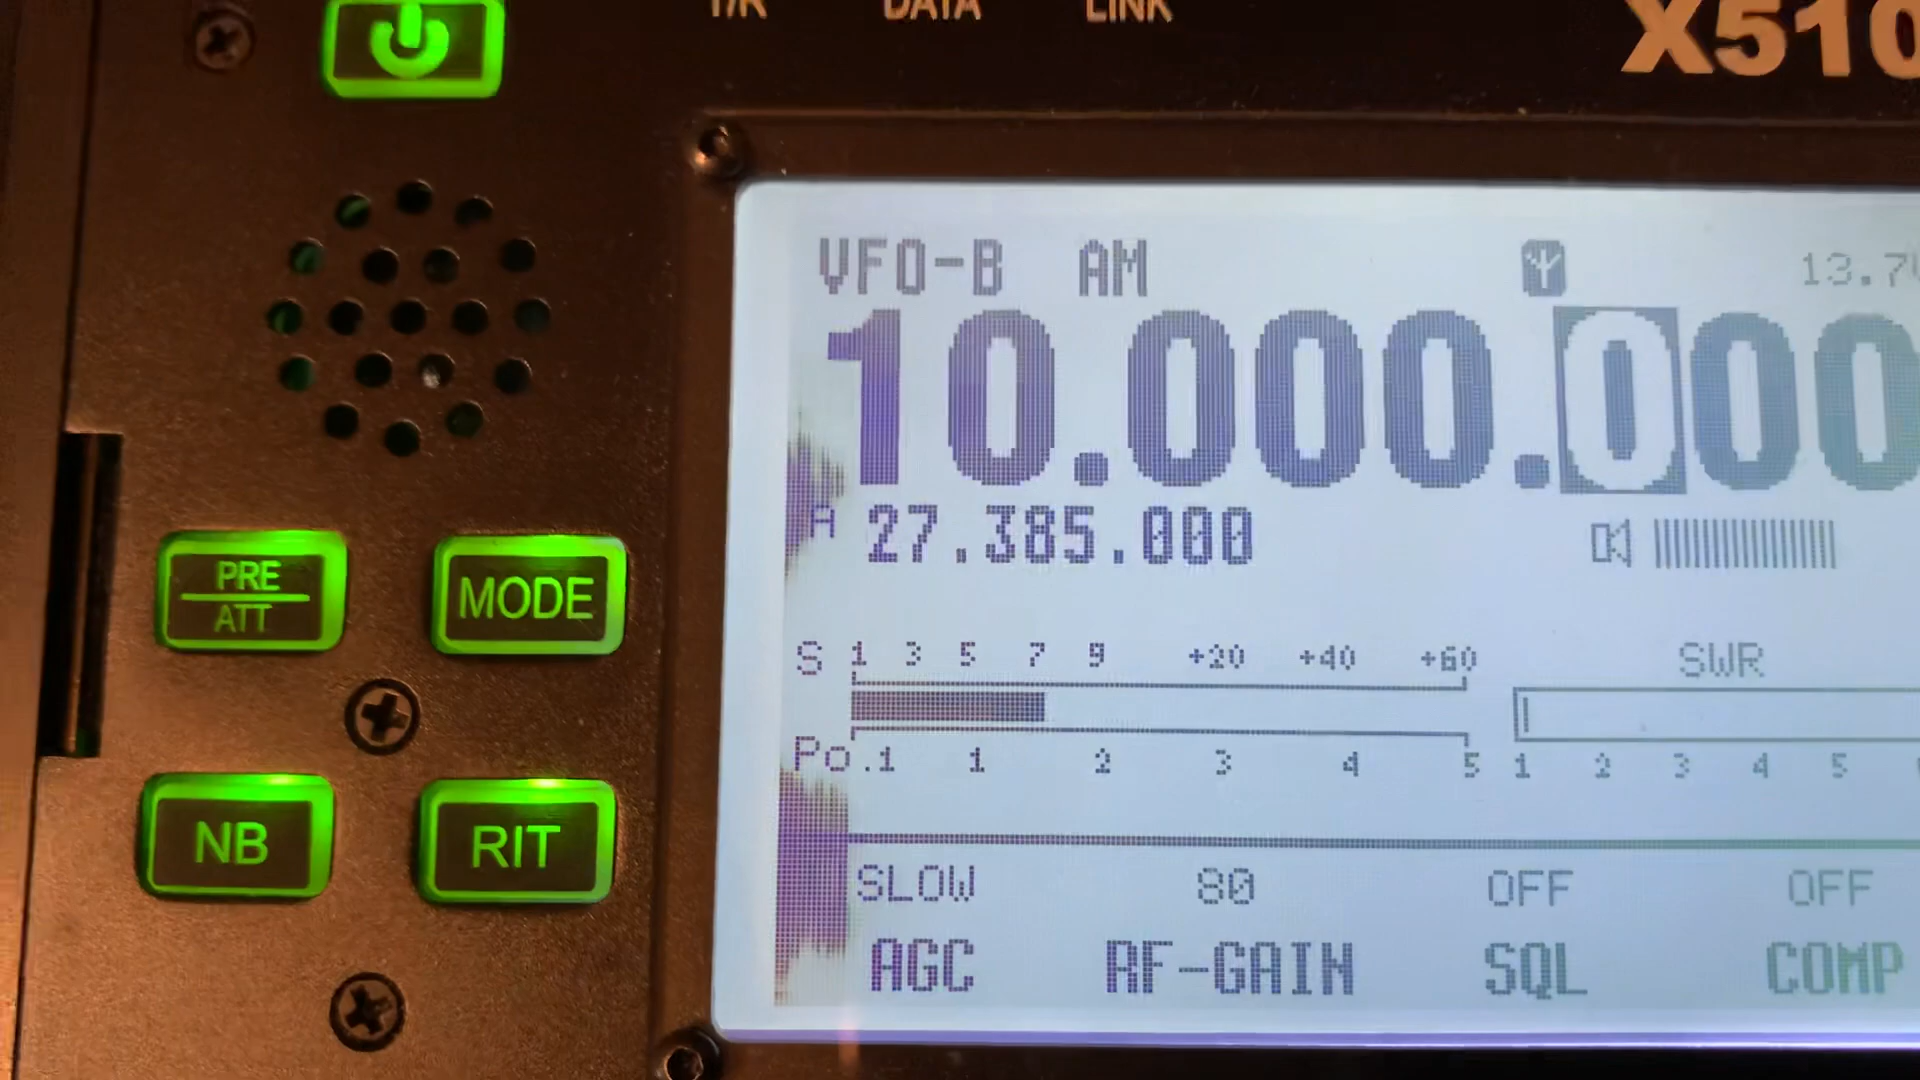 T/R DATA LINK
X510
VFO-B AM 13.7
10.000.000
A 27.385.000
PRE
ATT
MODE
S 1 3 5 7 9 +20 +40 +60 SWR
Po .1 1 2 3 4 5 1 2 3 4 5
NB RIT
SLOW 80 OFF OFF
AGC RF-GAIN SQL COMP